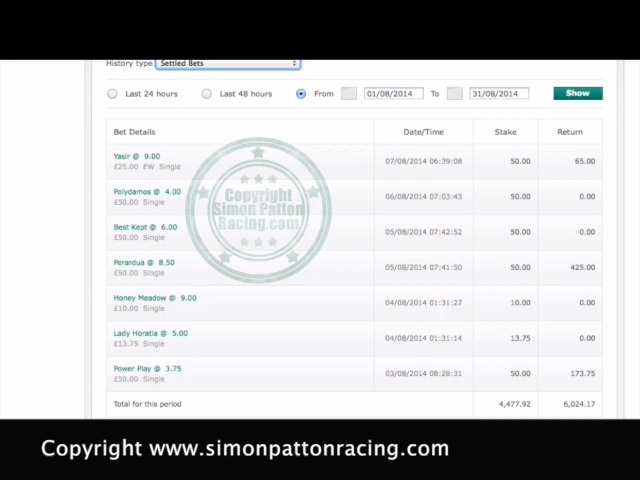 History type Settled Bets
Last 24 hours Last 48 hours From 01/08/2014 To 31/08/2014 Show
Bet Details Date/Time Stake Return
Yasir @ 9.00
£25.00 EW Single 07/08/2014 06:39:08 50.00 65.00
Polydamos @ 4.00
£50.00 Single 06/08/2014 07:03:43 50.00 0.00
Best Kept @ 6.00
£50.00 Single 05/08/2014 07:42:52 50.00 0.00
Perardua @ 8.50
£50.00 Single 05/08/2014 07:41:50 50.00 425.00
Honey Meadow @ 9.00
£10.00 Single 04/08/2014 01:31:27 10.00 0.00
Lady Horatia @ 5.00
£13.75 Single 04/08/2014 01:31:14 13.75 0.00
Power Play @ 3.75
£50.00 Single 03/08/2014 08:28:31 50.00 173.75
Total for this period 4,477.92 6,024.17
Copyright
Simon Patton
Racing.com
Copyright www.simonpattonracing.com